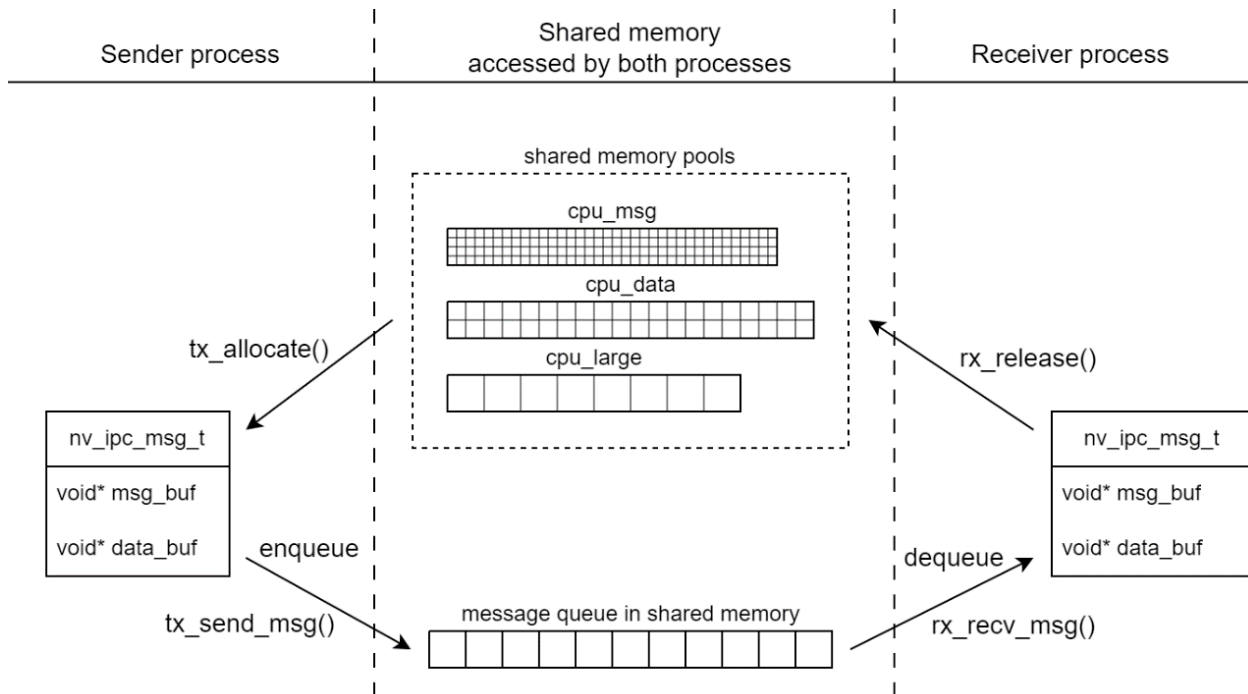 Sender process
Shared memory
accessed by both processes
Receiver process
shared memory pools
cpu_msg
cpu_data
cpu_large
tx_allocate()
rx_release()
nv_ipc_msg_t
void* msg_buf
void* data_buf
nv_ipc_msg_t
void* msg_buf
void* data_buf
enqueue
tx_send_msg()
message queue in shared memory
dequeue
rx_recv_msg()